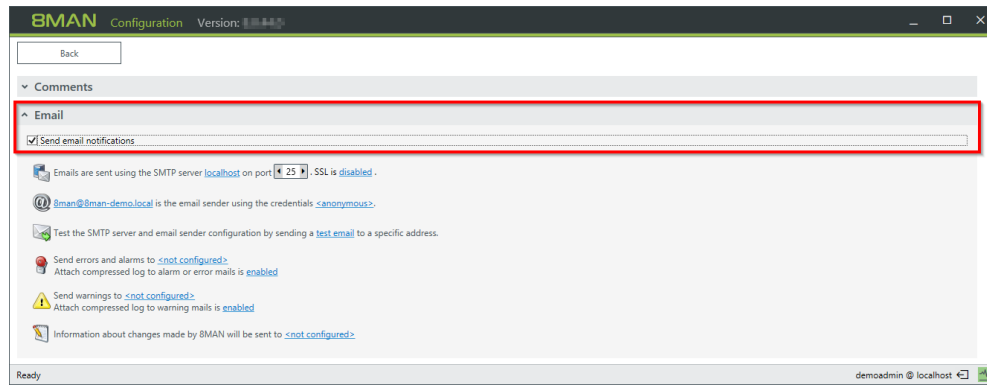 8MAN Configuration Version:
Back
Comments
Email
Send email notifications
Emails are sent using the SMTP server localhost on port 25 . SSL is disabled .
8man@8man-demo.local is the email sender using the credentials <anonymous>.
Test the SMTP server and email sender configuration by sending a test email to a specific address.
Send errors and alarms to <not configured>
Attach compressed log to alarm or error mails is enabled
Send warnings to <not configured>
Attach compressed log to warning mails is enabled
Information about changes made by 8MAN will be sent to <not configured>
Ready demoadmin @ localhost